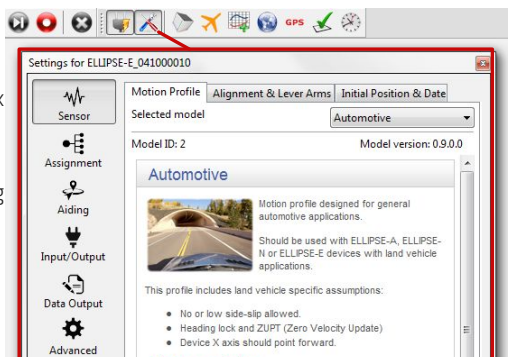 GPS
Settings for ELLIPSE-E_041000010
Sensor
Assignment
Aiding
Input/Output
Data Output
Advanced
Motion Profile Alignment & Lever Arms Initial Position & Date
Selected model Automotive
Model ID: 2 Model version: 0.9.0.0
Automotive
Motion profile designed for general
automotive applications.
Should be used with ELLIPSE-A, ELLIPSE-
N or ELLIPSE-E devices with land vehicle
applications.
This profile includes land vehicle specific assumptions:
No or low side-slip allowed.
Heading lock and ZUPT (Zero Velocity Update)
Device X axis should point forward.